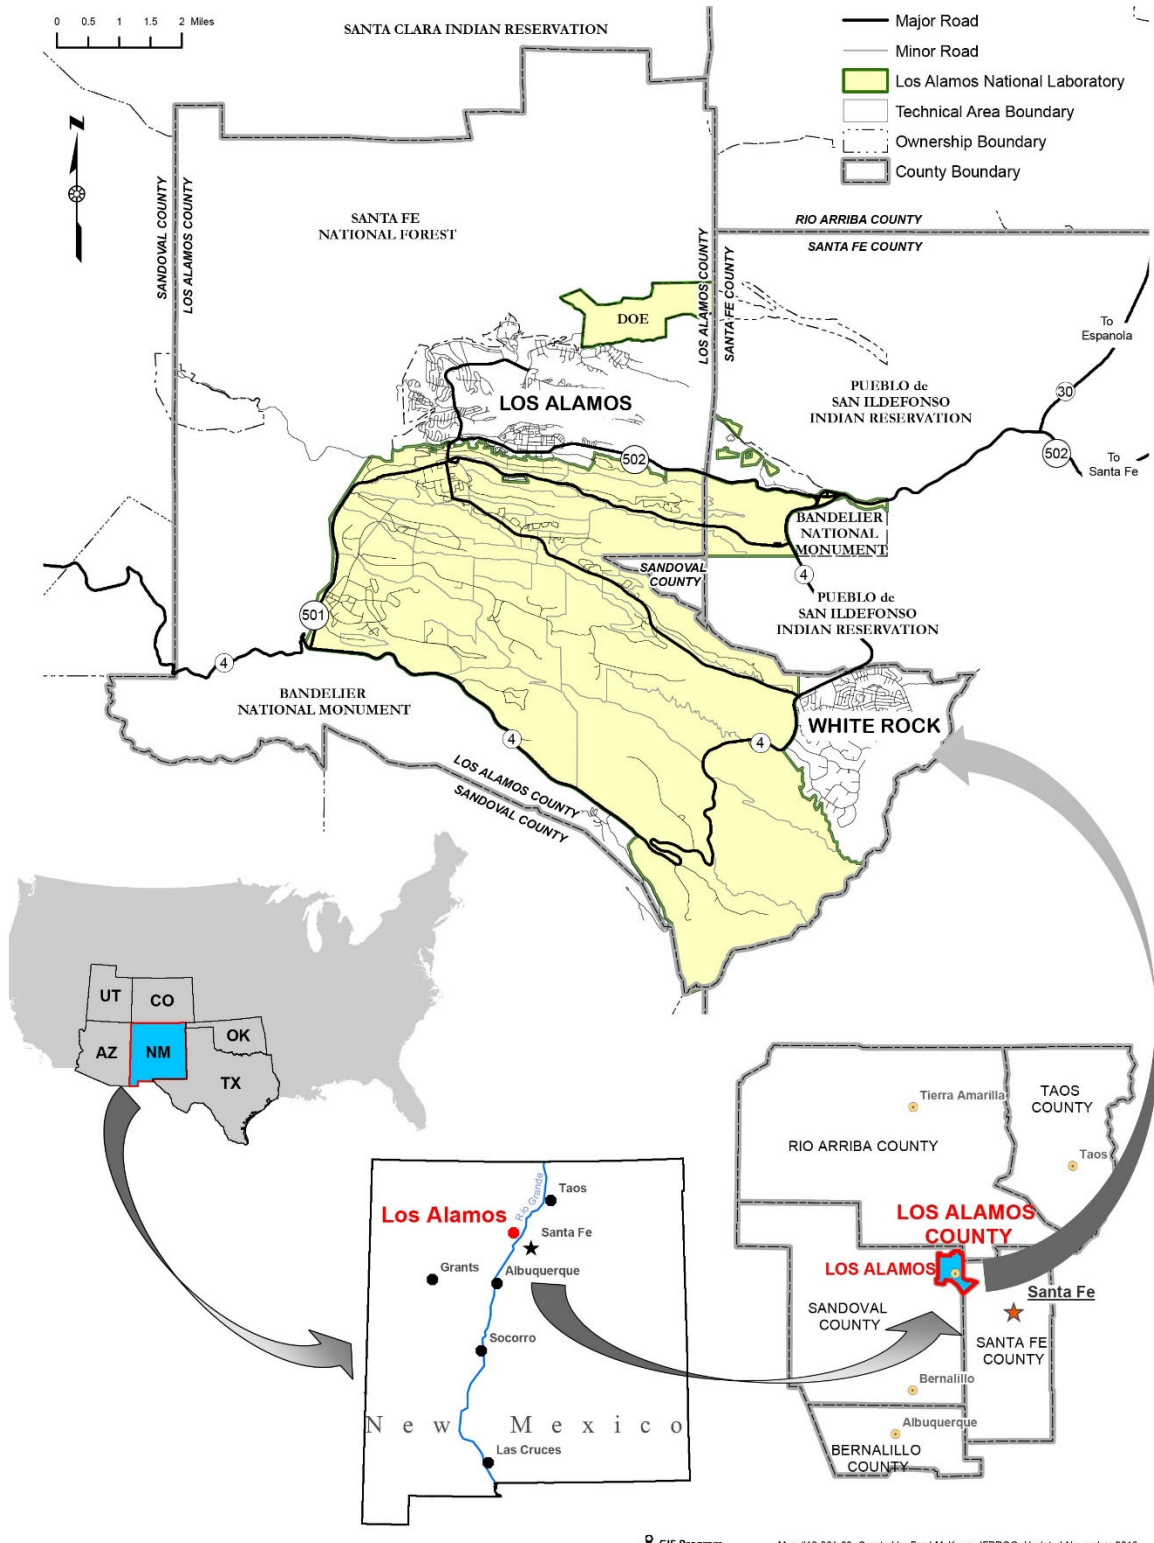 0 0.5 1 2 Miles
SANTA CLARA INDIAN RESERVATION
Major Road
Minor Road
Los Alamos National Laboratory
Technical Area Boundary
Ownership Boundary
County Boundary
N
SANDOVAL COUNTY
LOS ALAMOS COUNTY
SANTA FE
NATIONAL FOREST
RIO ARRIBA COUNTY
SANTA FE COUNTY
LOS ALAMOS COUNTY
SANTA FE COUNTY
DOE
To
Espanola
30
PUEBLO de
SAN ILDEFONSO
INDIAN RESERVATION
LOS ALAMOS
502
502
To
Santa Fe
BANDELIER
NATIONAL
MONUMENT
SANDOVAL
COUNTY
4
PUEBLO de
SAN ILDEFONSO
INDIAN RESERVATION
501
4
BANDELIER
NATIONAL MONUMENT
WHITE ROCK
4
4
LOS ALAMOS COUNTY
SANDOVAL COUNTY
UT
CO
AZ
NM
OK
TX
Tierra Amarilla
TAOS
COUNTY
RIO ARRIBA COUNTY
Taos
Rio Grande
Taos
Los Alamos
Santa Fe
Grants
Albuquerque
Socorro
New Mexico
Las Cruces
LOS ALAMOS
COUNTY
LOS ALAMOS
Santa Fe
SANDOVAL
COUNTY
SANTA FE
COUNTY
Bernalillo
Albuquerque
BERNALILLO
COUNTY